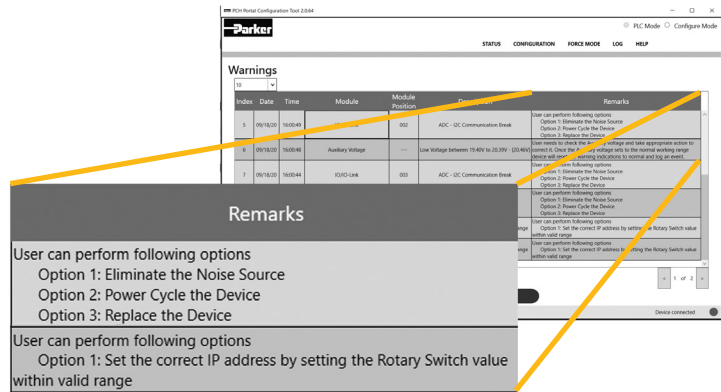 PCH Portal Configuration Tool 2.0.64
Parker
PLC Mode Configure Mode
STATUS CONFIGURATION FORCE MODE LOG HELP
Warnings
10
Index Date Time Module Module Position Remarks
5 09/18/20 16:00:49 002 ADC - I2C Communication Break
User can perform following options
Option 1: Eliminate the Noise Source
Option 2: Power Cycle the Device
Option 3: Replace the Device
6 09/18/20 16:00:48 Auxiliary Voltage --- Low Voltage between 19.40V to 20.39V - (20.46V)
User needs to check the Auxiliary Voltage and take appropriate action to
correct it. Once the voltage sets to the normal working range
device will warning indications to normal and log an event.
7 09/18/20 16:00:44 IO/IO-Link 003 ADC - I2C Communication Break
User can perform following options
Option 1: Eliminate the Noise Source
Option 2: Power Cycle the Device
Option 3: Replace the Device
User can perform following options
Option 1: Eliminate the Noise Source
Option 2: Power Cycle the Device
Option 3: Replace the Device
range
User can perform following options
Option 1: Set the correct IP address by setting the Rotary Switch value
within valid range
range
User can perform following options
Option 1: Set the correct IP address by setting the Rotary Switch value
within valid range
< 1 of 2 >
Device connected
Remarks
User can perform following options
Option 1: Eliminate the Noise Source
Option 2: Power Cycle the Device
Option 3: Replace the Device
User can perform following options
Option 1: Set the correct IP address by setting the Rotary Switch value
within valid range